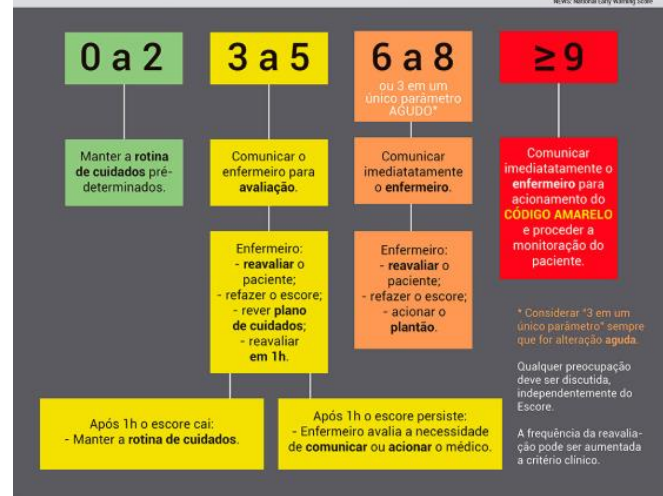 NEWS: National Early Warning Score
0 a 2
3 a 5
6 a 8
ou 3 em um
único parâmetro
AGUDO*
≥ 9
Manter a rotina
de cuidados pré-
determinados.
Comunicar o
enfermeiro para
avaliação.
Comunicar
imediatatamente
o enfermeiro.
Comunicar
imediatatamente o
enfermeiro para
acionamento do
CÓDIGO AMARELO
e proceder a
monitoração do
paciente.
Enfermeiro:
- reavaliar o
paciente;
- refazer o escore;
- rever plano
de cuidados;
- reavaliar
em 1h.
Enfermeiro:
- reavaliar o
paciente;
- refazer o escore;
- acionar o
plantão.
* Considerar "3 em um
único parâmetro" sempre
que for alteração aguda.
Qualquer preocupação
deve ser discutida,
independentemente do
Escore.
A frequência da reavalia-
ção pode ser aumentada
a critério clínico.
Após 1h o escore cai:
- Manter a rotina de cuidados.
Após 1h o escore persiste:
- Enfermeiro avalia a necessidade
de comunicar ou acionar o médico.